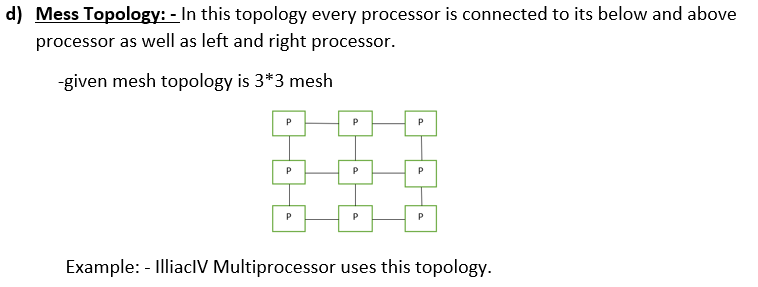 d) Mess Topology: - In this topology every processor is connected to its below and above
processor as well as left and right processor.
-given mesh topology is 3*3 mesh
P P P
P P P
P P P
Example: - IlliacIV Multiprocessor uses this topology.